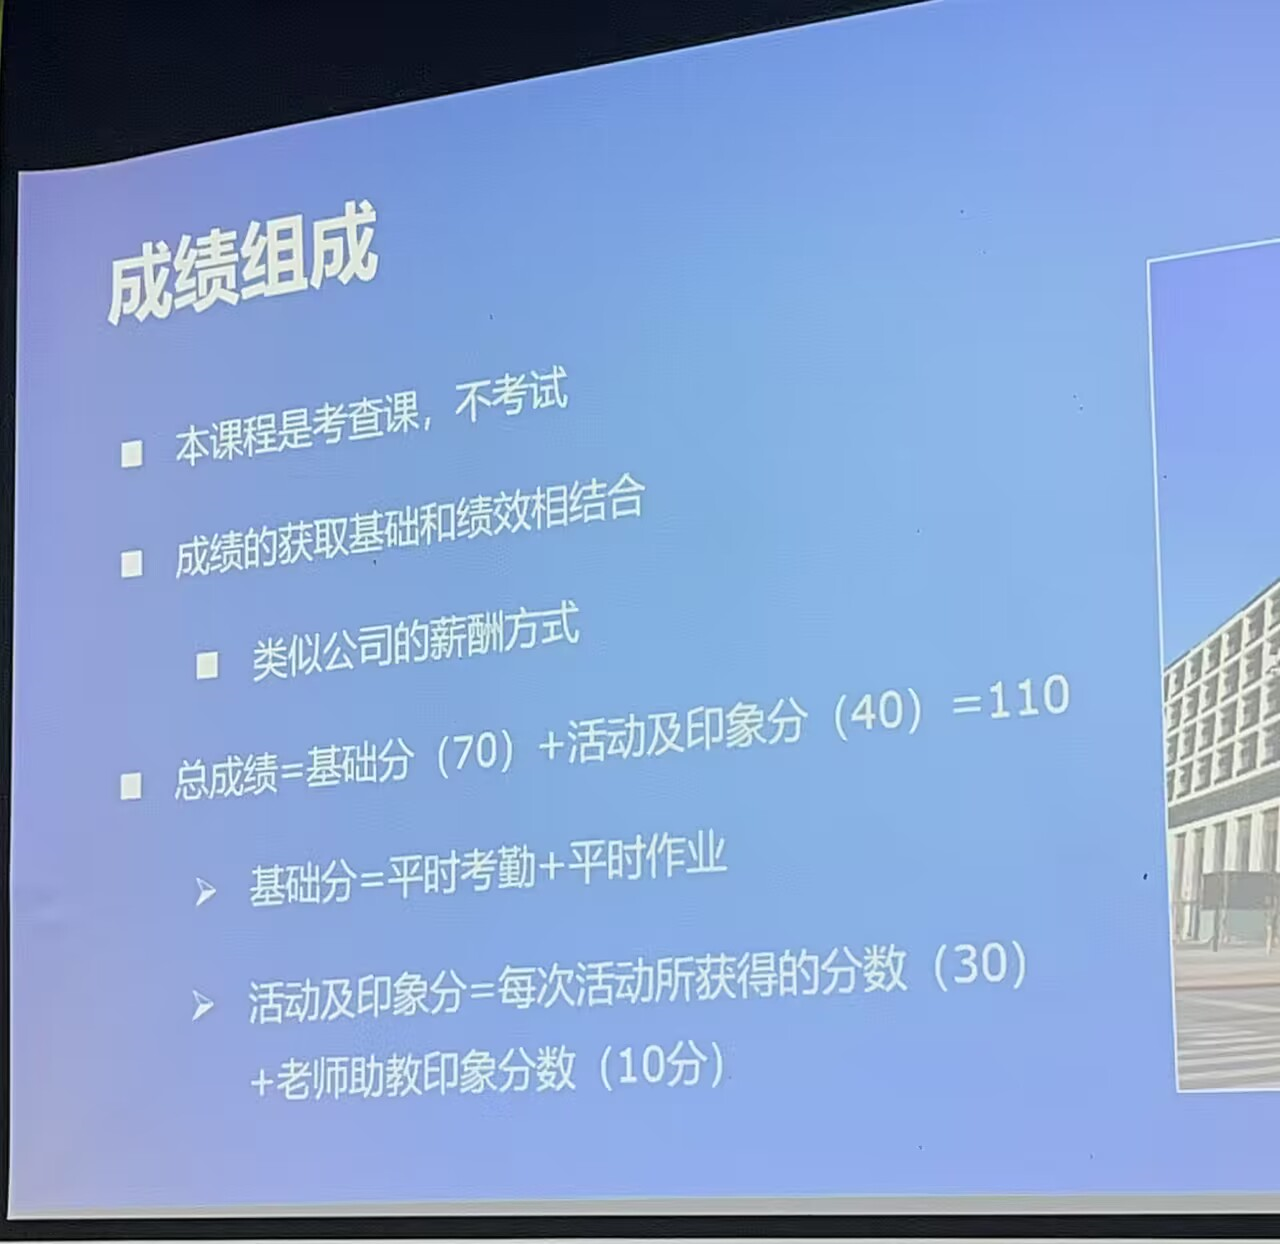 成绩组成
本课程是考查课，不考试
成绩的获取基础和绩效相结合
类似公司的薪酬方式
总成绩=基础分（70）+活动及印象分（40）=110
基础分=平时考勤+平时作业
活动及印象分=每次活动所获得的分数（30）
+老师助教印象分数（10分）